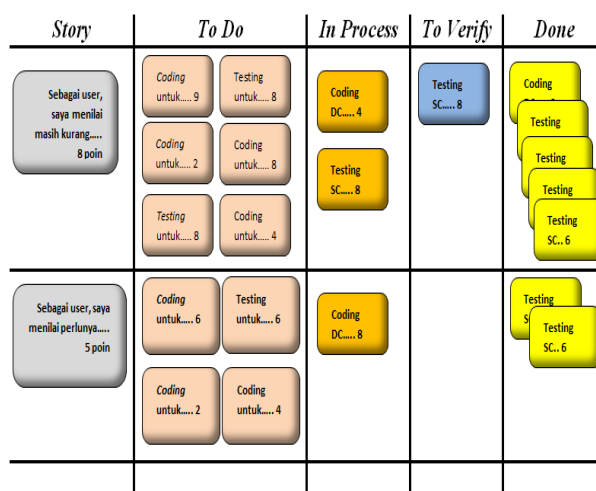 Story To Do In Process To Verify Done
Sebagai user,
saya menilai
masih kurang.....
8 poin
Coding
untuk..... 9
Testing
untuk..... 8
Coding
untuk..... 2
Coding
untuk..... 8
Testing
untuk..... 8
Coding
untuk..... 4
Coding
DC..... 4
Testing
SC..... 8
Testing
SC..... 8
Coding
Testing
Testing
Testing
Testing
SC.. 6
Sebagai user, saya
menilai perlunya.....
5 poin
Coding
untuk..... 6
Testing
untuk..... 6
Coding
untuk..... 2
Coding
untuk..... 4
Coding
DC..... 8
Testing
Testing
SC.. 6